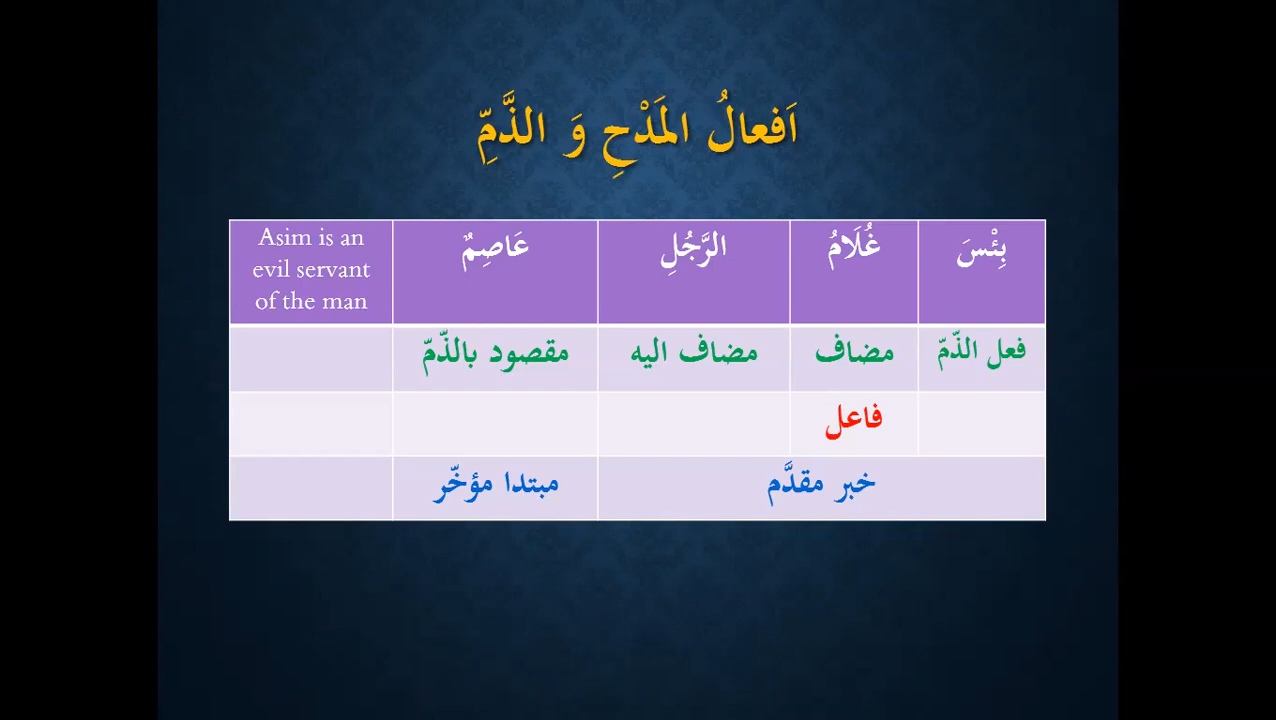 اَفعالُ المَدْحِ وَ الذَّمِّ
بِئْسَ غُلَامُ الرَّجُلِ عَاصِمٌ
Asim is an
evil servant
of the man
فعل الذّمّ مضاف مضاف اليه مقصود بالذّمّ
فاعل
خبر مقدَّم مبتدا مؤخّر